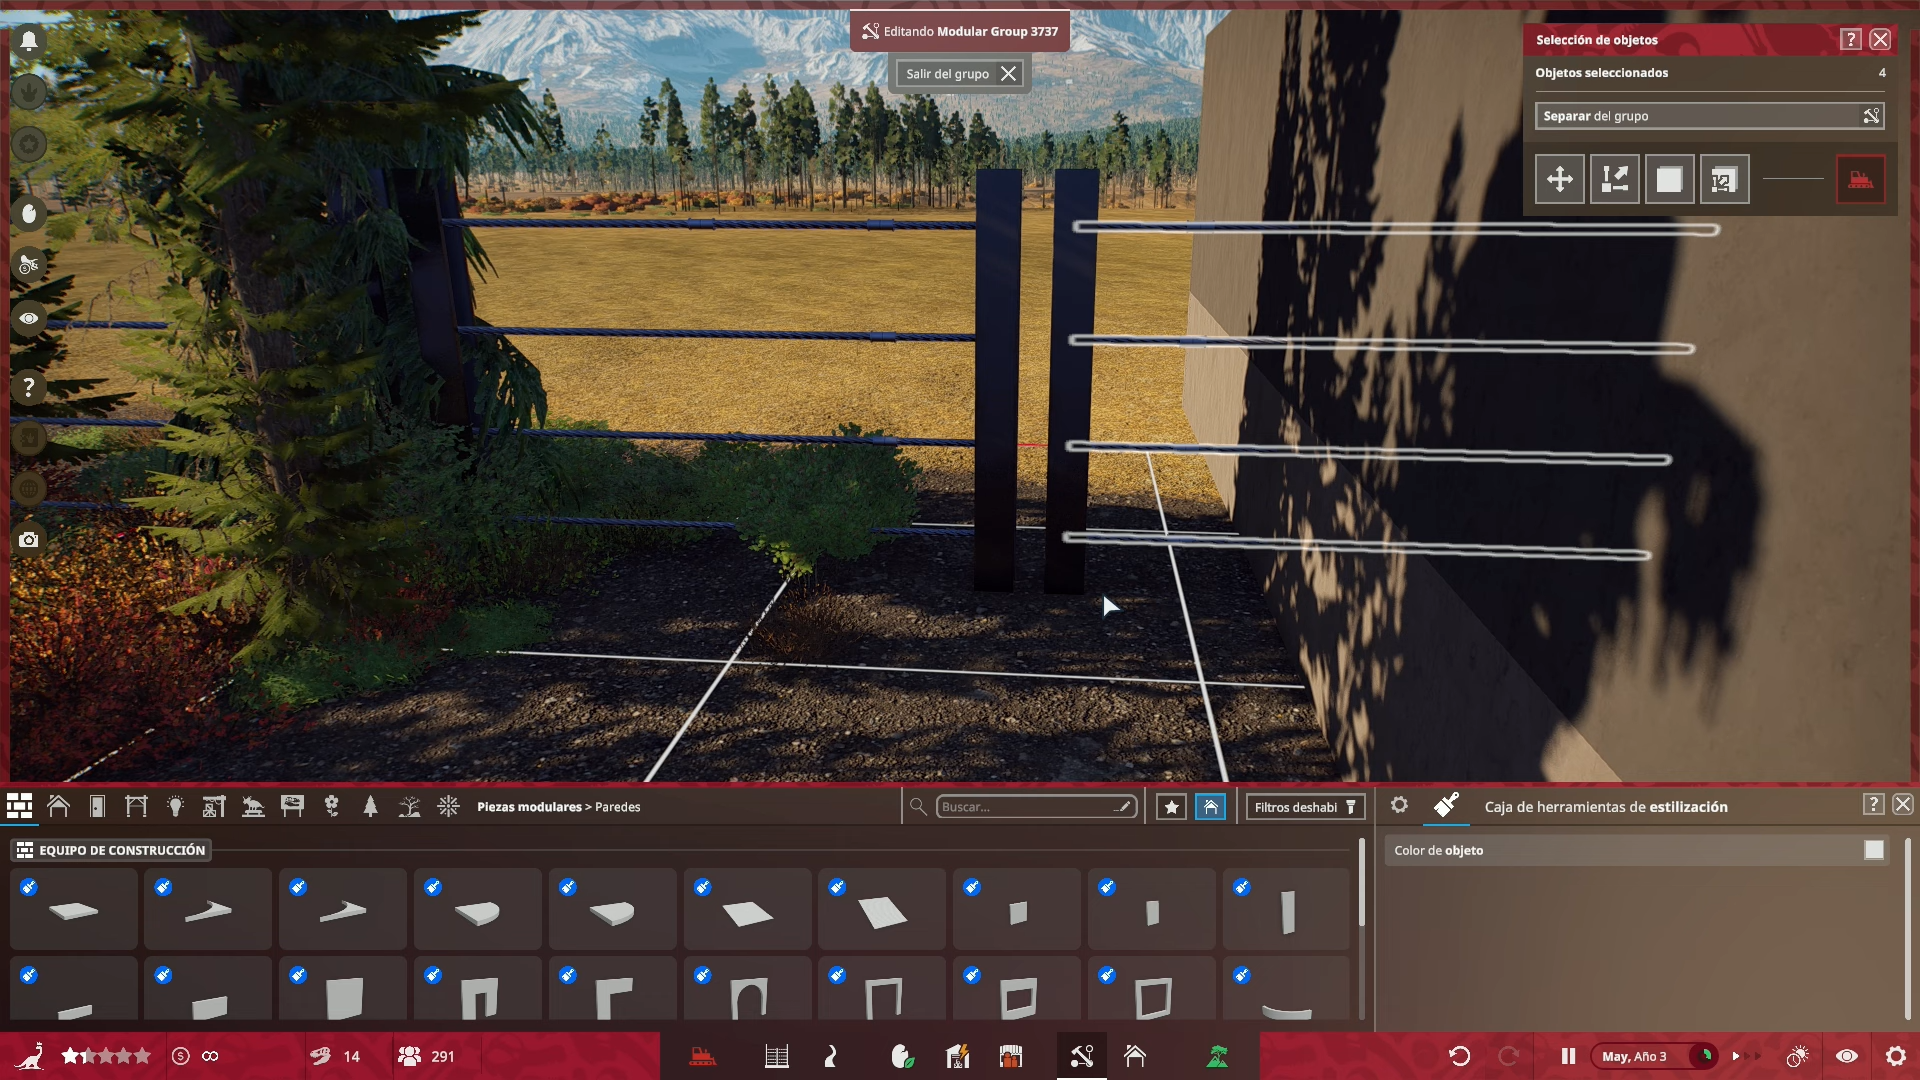 Editando Modular Group 3737
Salir del grupo
Selección de objetos
?
Objetos seleccionados 4
Separar del grupo
?
Piezas modulares > Paredes
Buscar...
Filtros deshabi
Caja de herramientas de estilización
?
EQUIPO DE CONSTRUCCIÓN
Color de objeto
$ ∞
14
291
May, Año 3